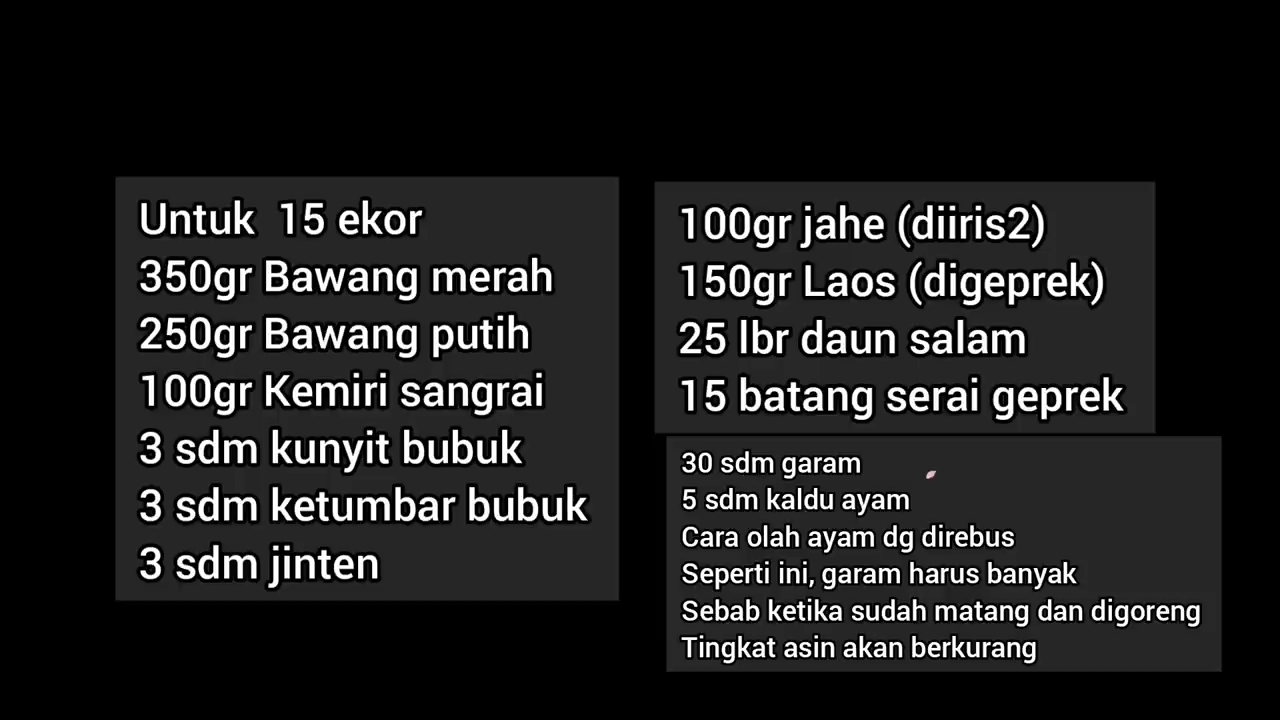 Untuk  15 ekor
350gr Bawang merah
250gr Bawang putih
100gr Kemiri sangrai
3 sdm kunyit bubuk
3 sdm ketumbar bubuk
3 sdm jinten
100gr jahe (diiris2)
150gr Laos (digeprek)
25 lbr daun salam
15 batang serai geprek
30 sdm garam
5 sdm kaldu ayam
Cara olah ayam dg direbus
Seperti ini, garam harus banyak
Sebab ketika sudah matang dan digoreng
Tingkat asin akan berkurang